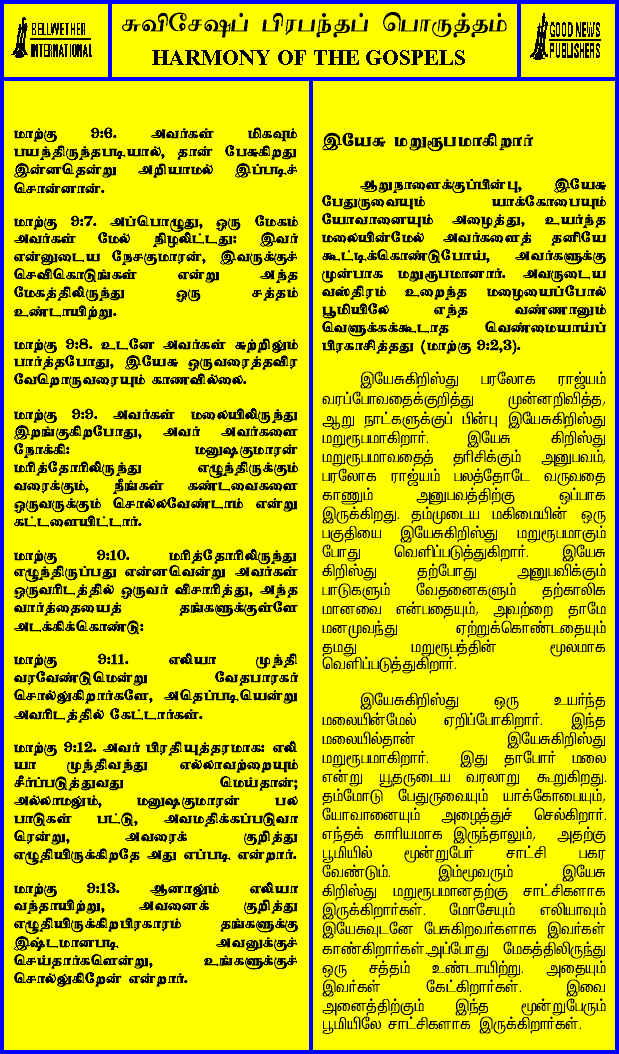 BELLWETHER
INTERNATIONAL
சுவிசேஷப் பிரபந்தப் பொருத்தம்
HARMONY OF THE GOSPELS
GOOD NEWS
PUBLISHERS
மாற்கு 9:6. அவர்கள் மிகவும்
பயந்திருந்தபடியால், தான் பேசுகிறது
இன்னதென்று அறியாமல் இப்படிச்
சொன்னான்.
மாற்கு 9:7. அப்பொழுது, ஒரு மேகம்
அவர்கள் மேல் நிழலிட்டது: இவர்
என்னுடைய நேசகுமாரன், இவருக்குச்
செவிகொடுங்கள் என்று அந்த
மேகத்திலிருந்து ஒரு சத்தம்
உண்டாயிற்று.
மாற்கு 9:8. உடனே அவர்கள் சுற்றிலும்
பார்த்தபோது, இயேசு ஒருவரைத்தவிர
வேறொருவரையும் காணவில்லை.
மாற்கு 9:9. அவர்கள் மலையிலிருந்து
இறங்குகிறபோது, அவர் அவர்களை
நோக்கி: மனுஷகுமாரன்
மரித்தோரிலிருந்து எழுந்திருக்கும்
வரைக்கும், நீங்கள் கண்டவைகளை
ஒருவருக்கும் சொல்லவேண்டாம் என்று
கட்டளையிட்டார்.
மாற்கு 9:10. மரித்தோரிலிருந்து
எழுந்திருப்பது என்னவென்று அவர்கள்
ஒருவரிடத்தில் ஒருவர் விசாரித்து, அந்த
வார்த்தையைத் தங்களுக்குள்ளே
அடக்கிக்கொண்டு:
மாற்கு 9:11. எலியா முந்தி
வரவேண்டுமென்று வேதபாரகர்
சொல்லுகிறார்களே, அதெப்படியென்று
அவரிடத்தில் கேட்டார்கள்.
மாற்கு 9:12. அவர் பிரதியுத்தரமாக: எலி
யா முந்திவந்து எல்லாவற்றையும்
சீர்ப்படுத்துவது மெய்தான்;
அல்லாமலும், மனுஷகுமாரன் பல
பாடுகள் பட்டு, அவமதிக்கப்படுவா
ரென்று, அவரைக் குறித்து
எழுதியிருக்கிறதே அது எப்படி என்றார்.
மாற்கு 9:13. ஆனாலும் எலியா
வந்தாயிற்று, அவனைக் குறித்து
எழுதியிருக்கிறபிரகாரம் தங்களுக்கு
இஷ்டமானபடி அவனுக்குச்
செய்தார்களென்று, உங்களுக்குச்
சொல்லுகிறேன் என்றார்.
இயேசு மறுரூபமாகிறார்
ஆறுநாளைக்குப்பின்பு, இயேசு
பேதுருவையும் யாக்கோபையும்
யோவானையும் அழைத்து, உயர்ந்த
மலையின்மேல் அவர்களைத் தனியே
கூட்டிக்கொண்டுபோய், அவர்களுக்கு
முன்பாக மறுரூபமானார். அவருடைய
வஸ்திரம் உறைந்த மழையைப்போல்
பூமியிலே எந்த வண்ணானும்
வெளுக்கக்கூடாத வெண்மையாய்ப்
பிரகாசித்தது (மாற்கு 9:2,3).
இயேசுகிறிஸ்து பரலோக ராஜ்யம்
வரப்போவதைக்குறித்து முன்னறிவித்த,
ஆறு நாட்களுக்குப் பின்பு இயேசுகிறிஸ்து
மறுரூபமாகிறார். இயேசு கிறிஸ்து
மறுரூபமாவதைத் தரிசிக்கும் அனுபவம்,
பரலோக ராஜ்யம் பலத்தோடே வருவதை
காணும் அனுபவத்திற்கு ஒப்பாக
இருக்கிறது. தம்முடைய மகிமையின் ஒரு
பகுதியை இயேசுகிறிஸ்து மறுரூபமாகும்
போது வெளிப்படுத்துகிறார். இயேசு
கிறிஸ்து தற்போது அனுபவிக்கும்
பாடுகளும் வேதனைகளும் தற்காலிக
மானவை என்பதையும், அவற்றை தாமே
மனமுவந்து ஏற்றுக்கொண்டதையும்
தமது மறுரூபத்தின் மூலமாக
வெளிப்படுத்துகிறார்.
இயேசுகிறிஸ்து ஒரு உயர்ந்த
மலையின்மேல் ஏறிப்போகிறார். இந்த
மலையில்தான் இயேசுகிறிஸ்து
மறுரூபமாகிறார். இது தாபோர் மலை
என்று யூதருடைய வரலாறு கூறுகிறது.
தம்மோடு பேதுருவையும் யாக்கோபையும்,
யோவானையும் அழைத்துச் செல்கிறார்.
எந்தக் காரியமாக இருந்தாலும், அதற்கு
பூமியில் மூன்றுபேர் சாட்சி பகர
வேண்டும். இம்மூவரும் இயேசு
கிறிஸ்து மறுரூபமானதற்கு சாட்சிகளாக
இருக்கிறார்கள். மோசேயும் எலியாவும்
இயேசுவுடனே பேசுகிறவர்களாக இவர்கள்
காண்கிறார்கள்.அப்போது மேகத்திலிருந்து
ஒரு சத்தம் உண்டாயிற்று. அதையும்
இவர்கள் கேட்கிறார்கள். இவை
அனைத்திற்கும் இந்த மூன்றுபேரும்
பூமியிலே சாட்சிகளாக இருக்கிறார்கள்.